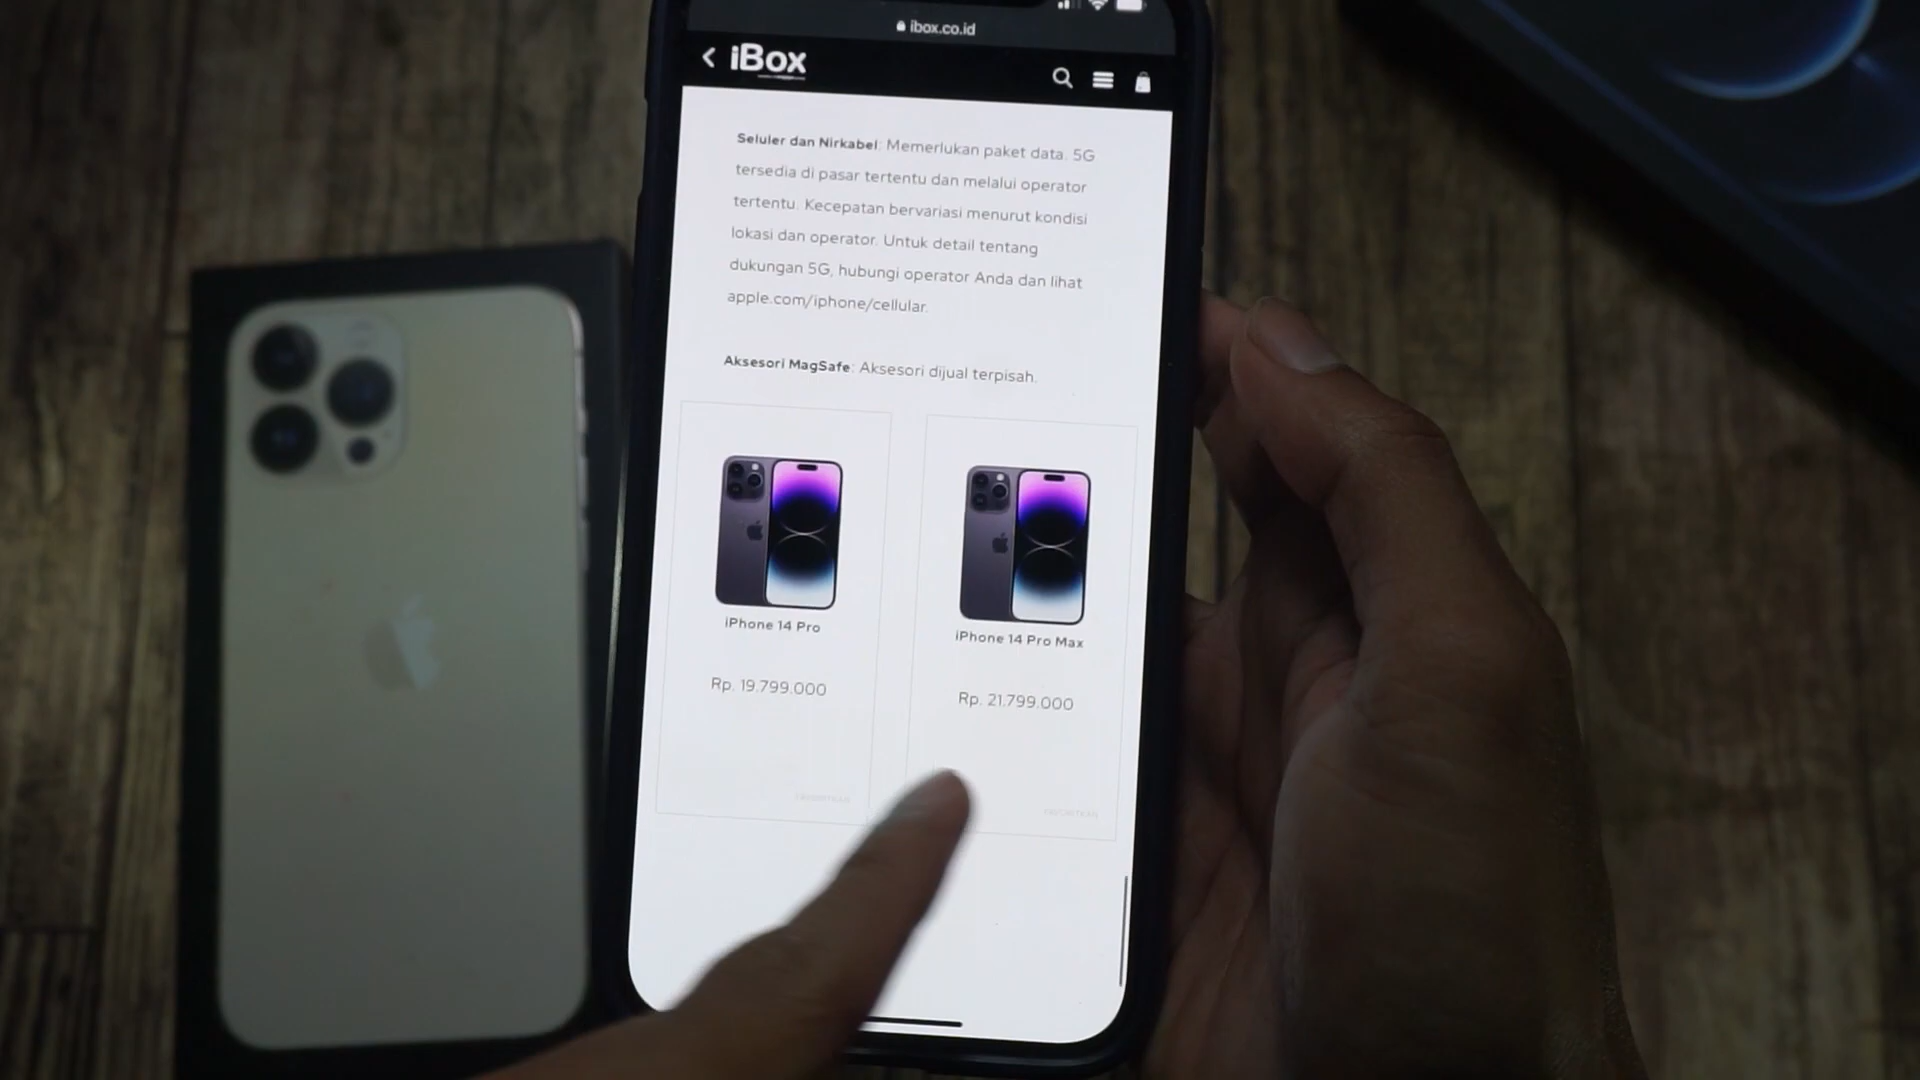 ibox.co.id
iBox
Seluler dan Nirkabel: Memerlukan paket data. 5G
tersedia di pasar tertentu dan melalui operator
tertentu. Kecepatan bervariasi menurut kondisi
lokasi dan operator. Untuk detail tentang
dukungan 5G, hubungi operator Anda dan lihat
apple.com/iphone/cellular.
Aksesori MagSafe: Aksesori dijual terpisah.
iPhone 14 Pro
Rp. 19.799.000
iPhone 14 Pro Max
Rp. 21.799.000